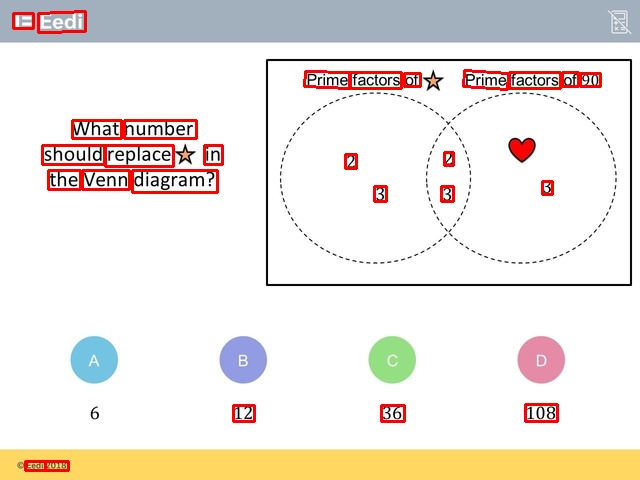 Eedi
Prime factors of
Prime factors of 90
What number
should replace in
the Venn diagram?
2
2
3
3
3
A
B
C
D
6
12
36
108
© Eedi 2018